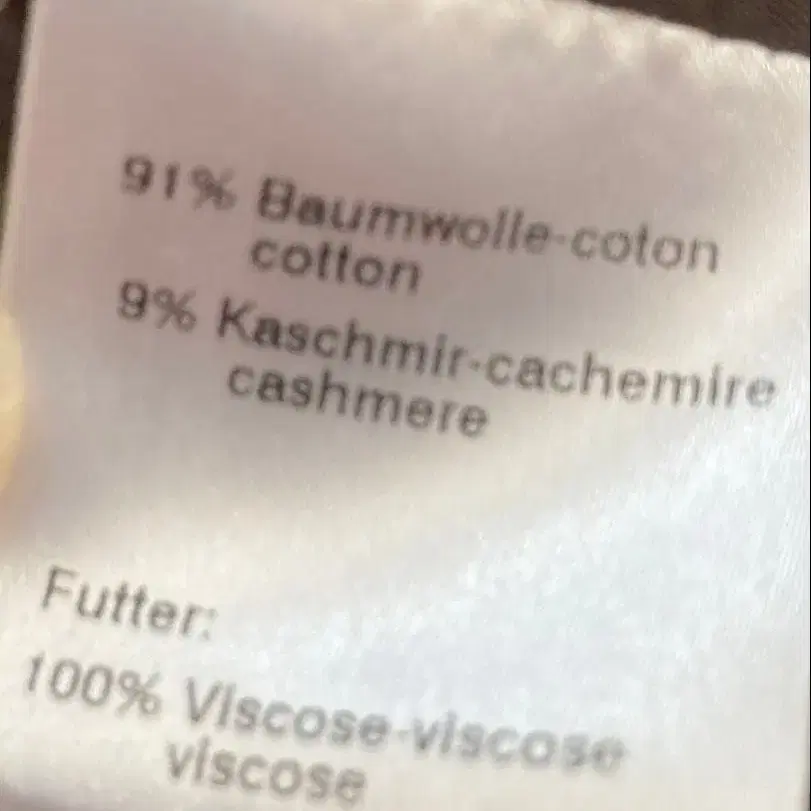 91% Baumwolle-coton
cotton
9% Kaschmir-cachemire
cashmere
Futter:
100% Viscose-viscose
viscose